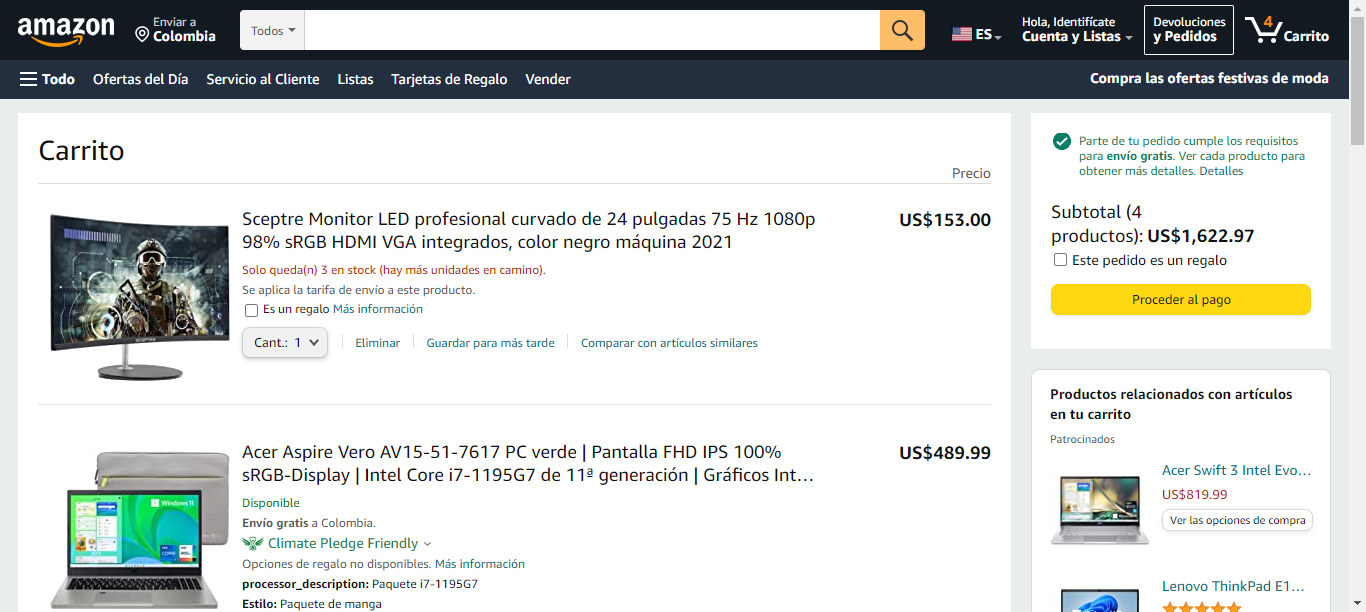 amazon
Enviar a
Colombia
Todos
ES
Hola, Identifícate
Cuenta y Listas
Devoluciones
y Pedidos
4
Carrito
Todo
Ofertas del Día
Servicio al Cliente
Listas
Tarjetas de Regalo
Vender
Compra las ofertas festivas de moda
Carrito
Precio
Sceptre Monitor LED profesional curvado de 24 pulgadas 75 Hz 1080p
98% sRGB HDMI VGA integrados, color negro máquina 2021
US$153.00
Solo queda(n) 3 en stock (hay más unidades en camino).
Se aplica la tarifa de envío a este producto.
Es un regalo Más información
Cant.: 1
Eliminar
Guardar para más tarde
Comparar con artículos similares
SCEPTRE
Acer Aspire Vero AV15-51-7617 PC verde | Pantalla FHD IPS 100%
sRGB-Display | Intel Core i7-1195G7 de 11ª generación | Gráficos Int…
US$489.99
Disponible
Envío gratis a Colombia.
Climate Pledge Friendly
Opciones de regalo no disponibles. Más información
processor_description: Paquete i7-1195G7
Estilo: Paquete de manga
Windows 11
Parte de tu pedido cumple los requisitos
para envío gratis. Ver cada producto para
obtener más detalles. Detalles
Subtotal (4
productos): US$1,622.97
Este pedido es un regalo
Proceder al pago
Productos relacionados con artículos
en tu carrito
Patrocinados
Acer Swift 3 Intel Evo…
US$819.99
Ver las opciones de compra
Lenovo ThinkPad E1…